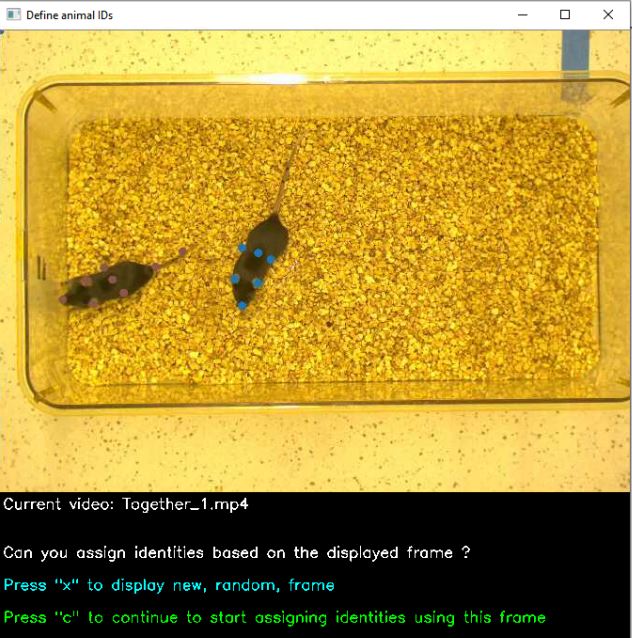 Define animal IDs
Current video: Together_1.mp4
Can you assign identities based on the displayed frame ?
Press "x" to display new, random, frame
Press "c" to continue to start assigning identities using this frame